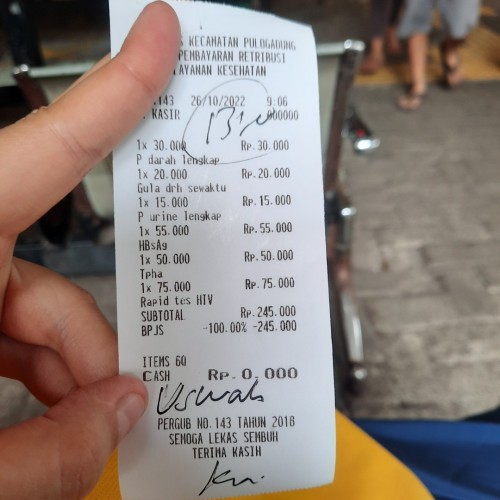 S KECAMATAN PULOGADUNG
PEMBAYARAN RETRIBUSI
LAYANAN KESEHATAN
.143 26/10/2022 9:06
KASIR 000000
1x 30.000 Rp.30.000
P darah lengkap
1x 20.000 Rp.20.000
Gula drh sewaktu
1x 15.000 Rp.15.000
P urine lengkap
1x 55.000 Rp.55.000
HBsAg
1x 50.000 Rp.50.000
Tpha
1x 75.000 Rp.75.000
Rapid tes HIV
SUBTOTAL Rp.245.000
BPJS -100.00% -245.000
ITEMS 6Q
CASH Rp.0.000
PERGUB NO.143 TAHUN 2018
SEMOGA LEKAS SEMBUH
TERIMA KASIH